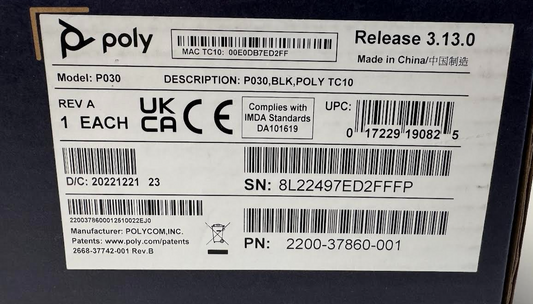 poly
MAC TC10: 00E0DB7ED2FF
Release 3.13.0
Made in China/中国制造
Model: P030
DESCRIPTION: P030,BLK,POLY TC10
REV A
1 EACH
UK
CA
CE
Complies with
IMDA Standards
DA101619
UPC:
0 17229 19082 5
D/C: 20221221 23
SN: 8L22497ED2FFFP
2200378600012610022EJ0
Manufacturer: POLYCOM,INC.
Patents: www.poly.com/patents
2668-37742-001 Rev.B
PN: 2200-37860-001